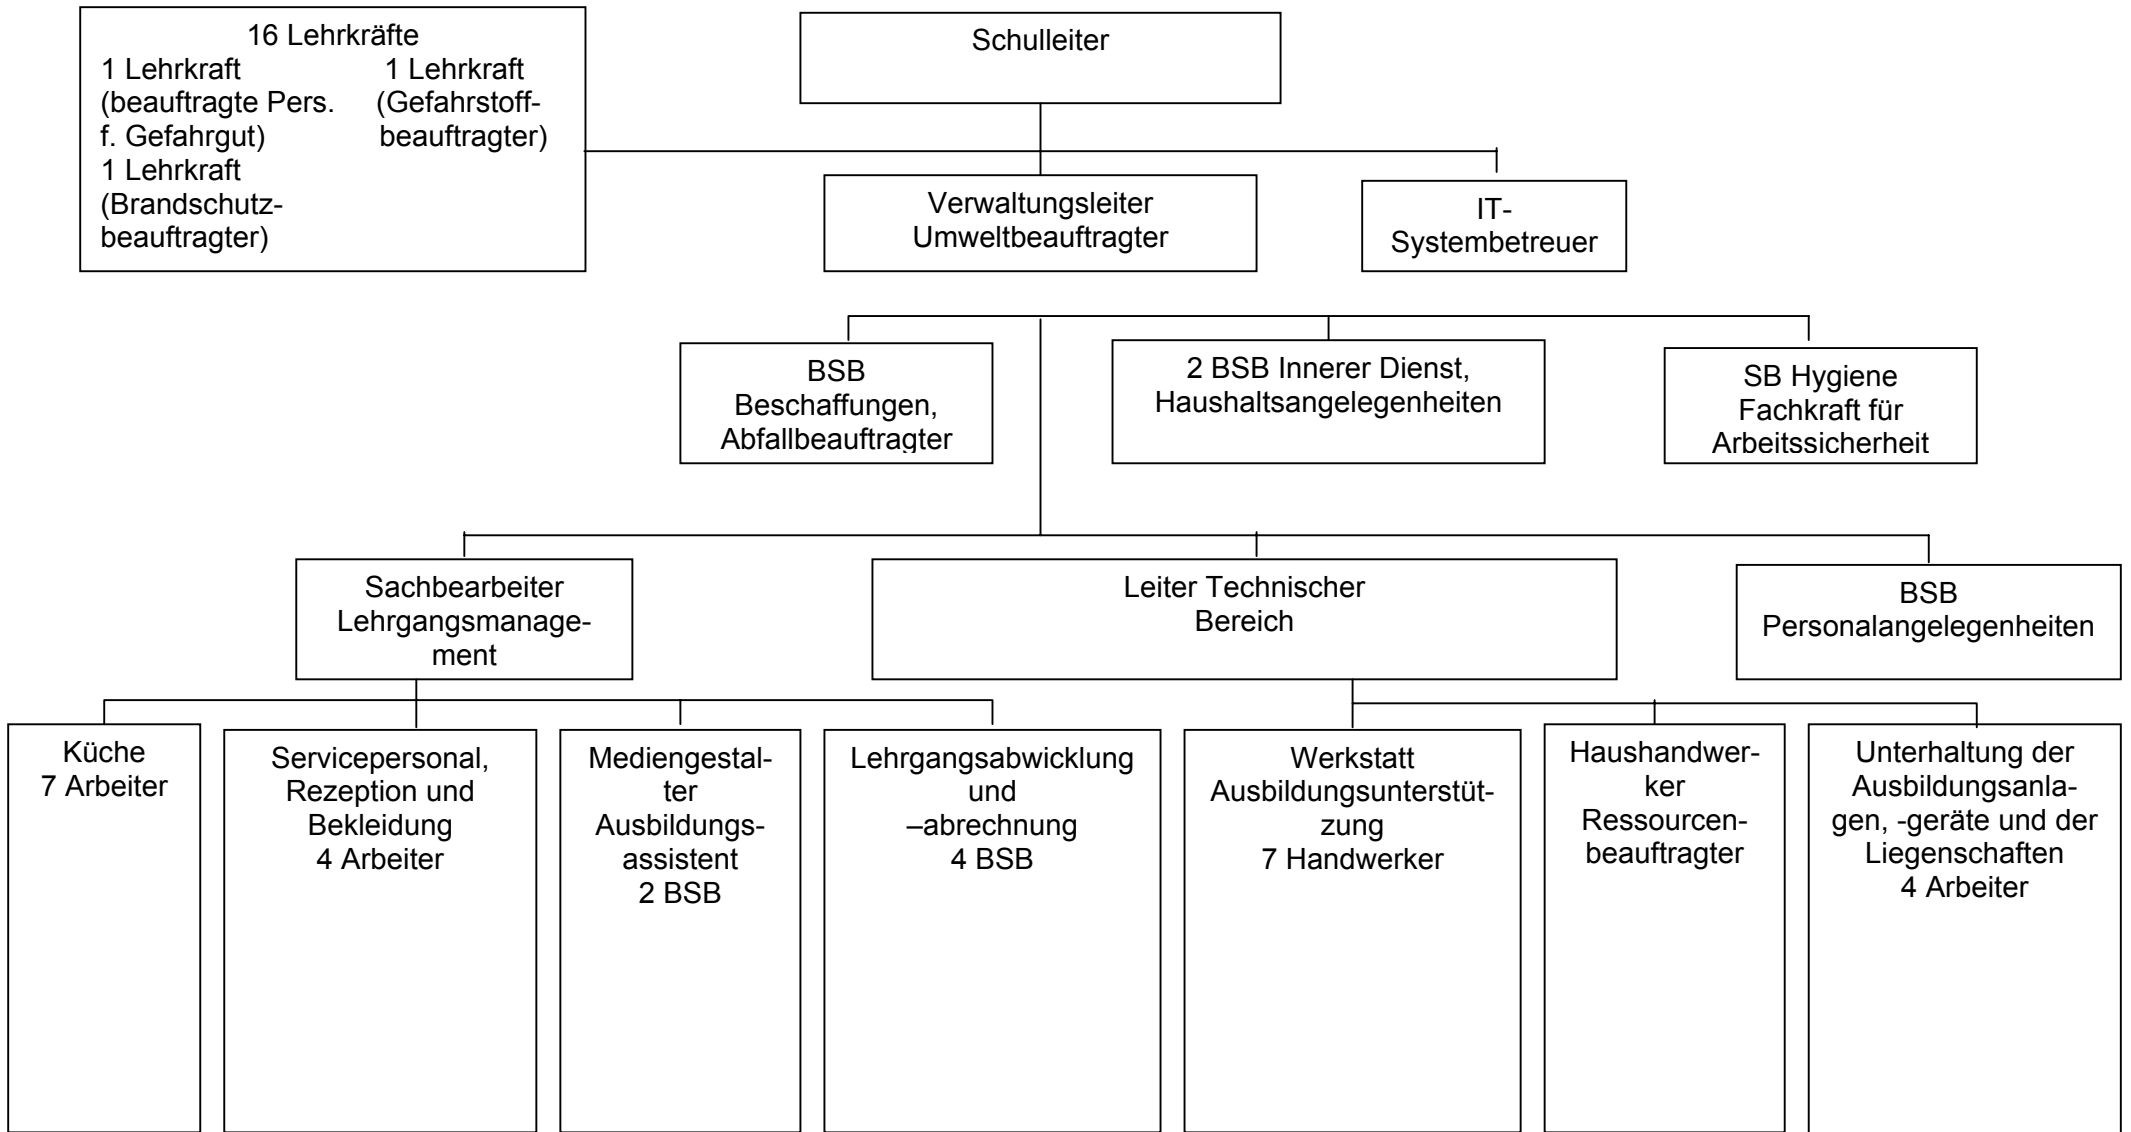 16 Lehrkräfte
1 Lehrkraft
(beauftragte Pers.
f. Gefahrgut)
1 Lehrkraft
(Gefahrstoff-
beauftragter)
1 Lehrkraft
(Brandschutz-
beauftragter)
Schulleiter
Verwaltungsleiter
Umweltbeauftragter
IT-
Systembetreuer
BSB
Beschaffungen,
Abfallbeauftragter
2 BSB Innerer Dienst,
Haushaltsangelegenheiten
SB Hygiene
Fachkraft für
Arbeitssicherheit
Sachbearbeiter
Lehrgangsmanage-
ment
Leiter Technischer
Bereich
BSB
Personalangelegenheiten
Küche
7 Arbeiter
Servicepersonal,
Rezeption und
Bekleidung
4 Arbeiter
Mediengestal-
ter
Ausbildungs-
assistent
2 BSB
Lehrgangsabwicklung
und
–abrechnung
4 BSB
Werkstatt
Ausbildungsunterstüt-
zung
7 Handwerker
Haushandwer-
ker
Ressourcen-
beauftragter
Unterhaltung der
Ausbildungsanla-
gen, -geräte und der
Liegenschaften
4 Arbeiter